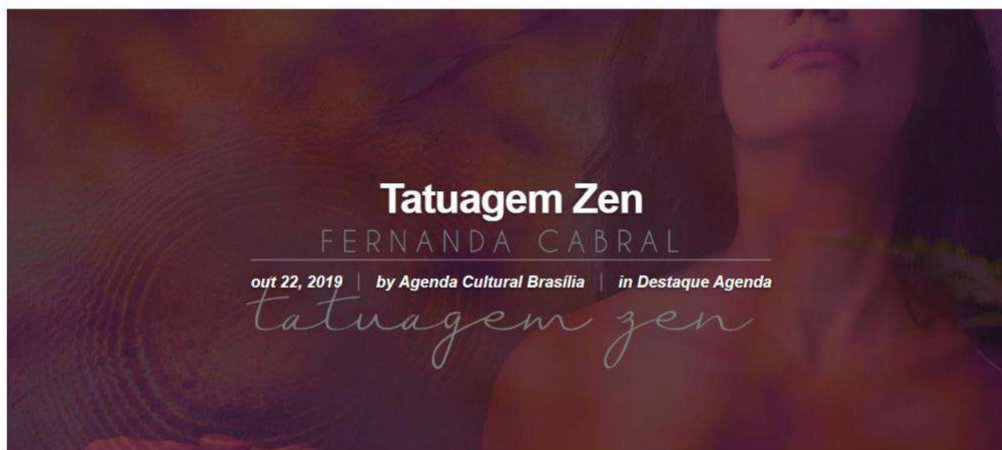 Tatuagem Zen
FERNANDA CABRAL
out 22, 2019 | by Agenda Cultural Brasília | in Destaque Agenda
tatuagem zen